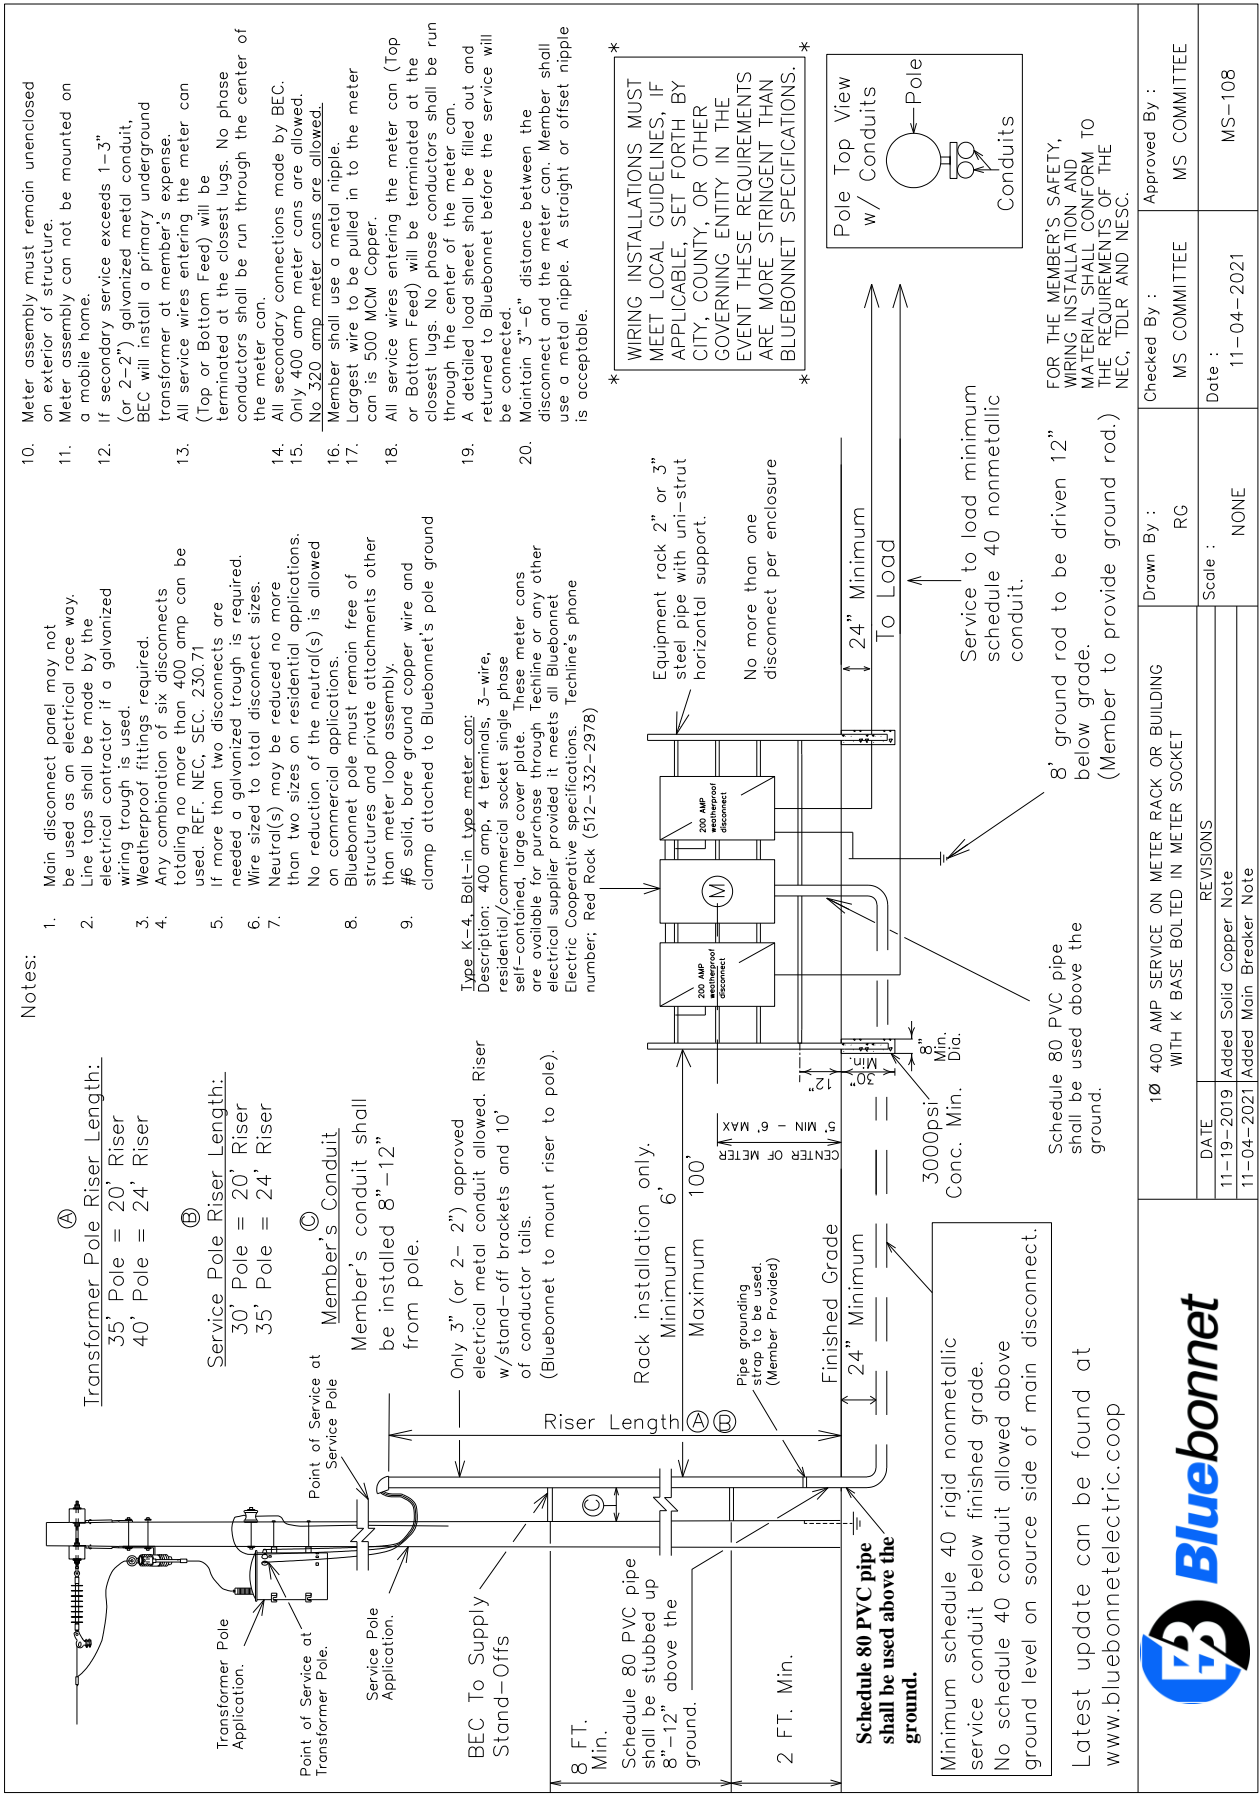 Notes:
1. Main disconnect panel may not
be used as an electrical race way.
2. Line taps shall be made by the
electrical contractor if a galvanized
wiring trough is used.
3. Weatherproof fittings required.
4. Any combination of six disconnects
totaling no more than 400 amp can be
used. REF. NEC, SEC. 230.71
5. If more than two disconnects are
needed a galvanized trough is required.
6. Wire sized to total disconnect sizes.
7. Neutral(s) may be reduced no more
than two sizes on residential applications.
No reduction of the neutral(s) is allowed
on commercial applications.
8. Bluebonnet pole must remain free of
structures and private attachments other
than meter loop assembly.
9. #6 solid, bare ground copper wire and
clamp attached to Bluebonnet's pole ground
10. Meter assembly must remain unenclosed
on exterior of structure.
11. Meter assembly can not be mounted on
a mobile home.
12. If secondary service exceeds 1-3"
(or 2-2") galvanized metal conduit,
BEC will install a primary underground
transformer at member's expense.
13. All service wires entering the meter can
(Top or Bottom Feed) will be
terminated at the closest lugs. No phase
conductors shall be run through the center of
the meter can.
14. All secondary connections made by BEC.
15. Only 400 amp meter cans are allowed.
No 320 amp meter cans are allowed.
16. Member shall use a metal nipple.
17. Largest wire to be pulled in to the meter
can is 500 MCM Copper.
18. All service wires entering the meter can (Top
or Bottom Feed) will be terminated at the
closest lugs. No phase conductors shall be run
through the center of the meter can.
19. A detailed load sheet shall be filled out and
returned to Bluebonnet before the service will
be connected.
20. Maintain 3"-6" distance between the
disconnect and the meter can. Member shall
use a metal nipple. A straight or offset nipple
is acceptable.
Ⓐ
Transformer Pole Riser Length:
35' Pole = 20' Riser
40' Pole = 24' Riser
Ⓑ
Service Pole Riser Length:
30' Pole = 20' Riser
35' Pole = 24' Riser
Ⓒ
Member's Conduit
Member's conduit shall
be installed 8"-12"
from pole.
Type K-4, Bolt-in type meter can:
Description: 400 amp, 4 terminals, 3-wire,
residential/commercial socket single phase
self-contained, large cover plate. These meter cans
are available for purchase through Techline or any other
electrical supplier provided it meets all Bluebonnet
Electric Cooperative specifications. Techline's phone
number; Red Rock (512-332-2978)
* *
WIRING INSTALLATIONS MUST
MEET LOCAL GUIDELINES, IF
APPLICABLE, SET FORTH BY
CITY, COUNTY, OR OTHER
GOVERNING ENTITY IN THE
EVENT THESE REQUIREMENTS
ARE MORE STRINGENT THAN
BLUEBONNET SPECIFICATIONS.
* *
Pole Top View
w/ Conduits
Pole
Conduits
Transformer Pole
Application.
Point of Service at
Transformer Pole.
Point of Service at
Service Pole
Service Pole
Application.
Only 3" (or 2- 2") approved
electrical metal conduit allowed. Riser
w/stand-off brackets and 10'
of conductor tails.
(Bluebonnet to mount riser to pole).
BEC To Supply
Stand-Offs
Riser Length Ⓐ Ⓑ
Ⓒ
8 FT.
Min.
Schedule 80 PVC pipe
shall be stubbed up
8"-12" above the
ground.
2 FT. Min.
Rack installation only.
Minimum 6'
Maximum 100'
Pipe grounding
strap to be used.
(Member Provided)
Finished Grade
24" Minimum
CENTER OF METER
5' MIN - 6' MAX
12"
30"
Min.
8"
Min.
Dia.
3000psi
Conc. Min.
200 AMP
weatherproof
disconnect
M
200 AMP
weatherproof
disconnect
Equipment rack 2" or 3"
steel pipe with uni-strut
horizontal support.
No more than one
disconnect per enclosure
24" Minimum
To Load
Service to load minimum
schedule 40 nonmetallic
conduit.
8' ground rod to be driven 12"
below grade.
(Member to provide ground rod.)
FOR THE MEMBER'S SAFETY,
WIRING INSTALLATION AND
MATERIAL SHALL CONFORM TO
THE REQUIREMENTS OF THE
NEC, TDLR AND NESC.
Schedule 80 PVC pipe
shall be used above the
ground.
Schedule 80 PVC pipe
shall be used above the
ground.
Minimum schedule 40 rigid nonmetallic
service conduit below finished grade.
No schedule 40 conduit allowed above
ground level on source side of main disconnect.
Latest update can be found at
www.bluebonnetelectric.coop
Bluebonnet
1Ø 400 AMP SERVICE ON METER RACK OR BUILDING
WITH K BASE BOLTED IN METER SOCKET
DATE REVISIONS
11-19-2019 Added Solid Copper Note
11-04-2021 Added Main Breaker Note
Drawn By :
RG
Checked By :
MS COMMITTEE
Approved By :
MS COMMITTEE
Scale :
NONE
Date :
11-04-2021
MS-108